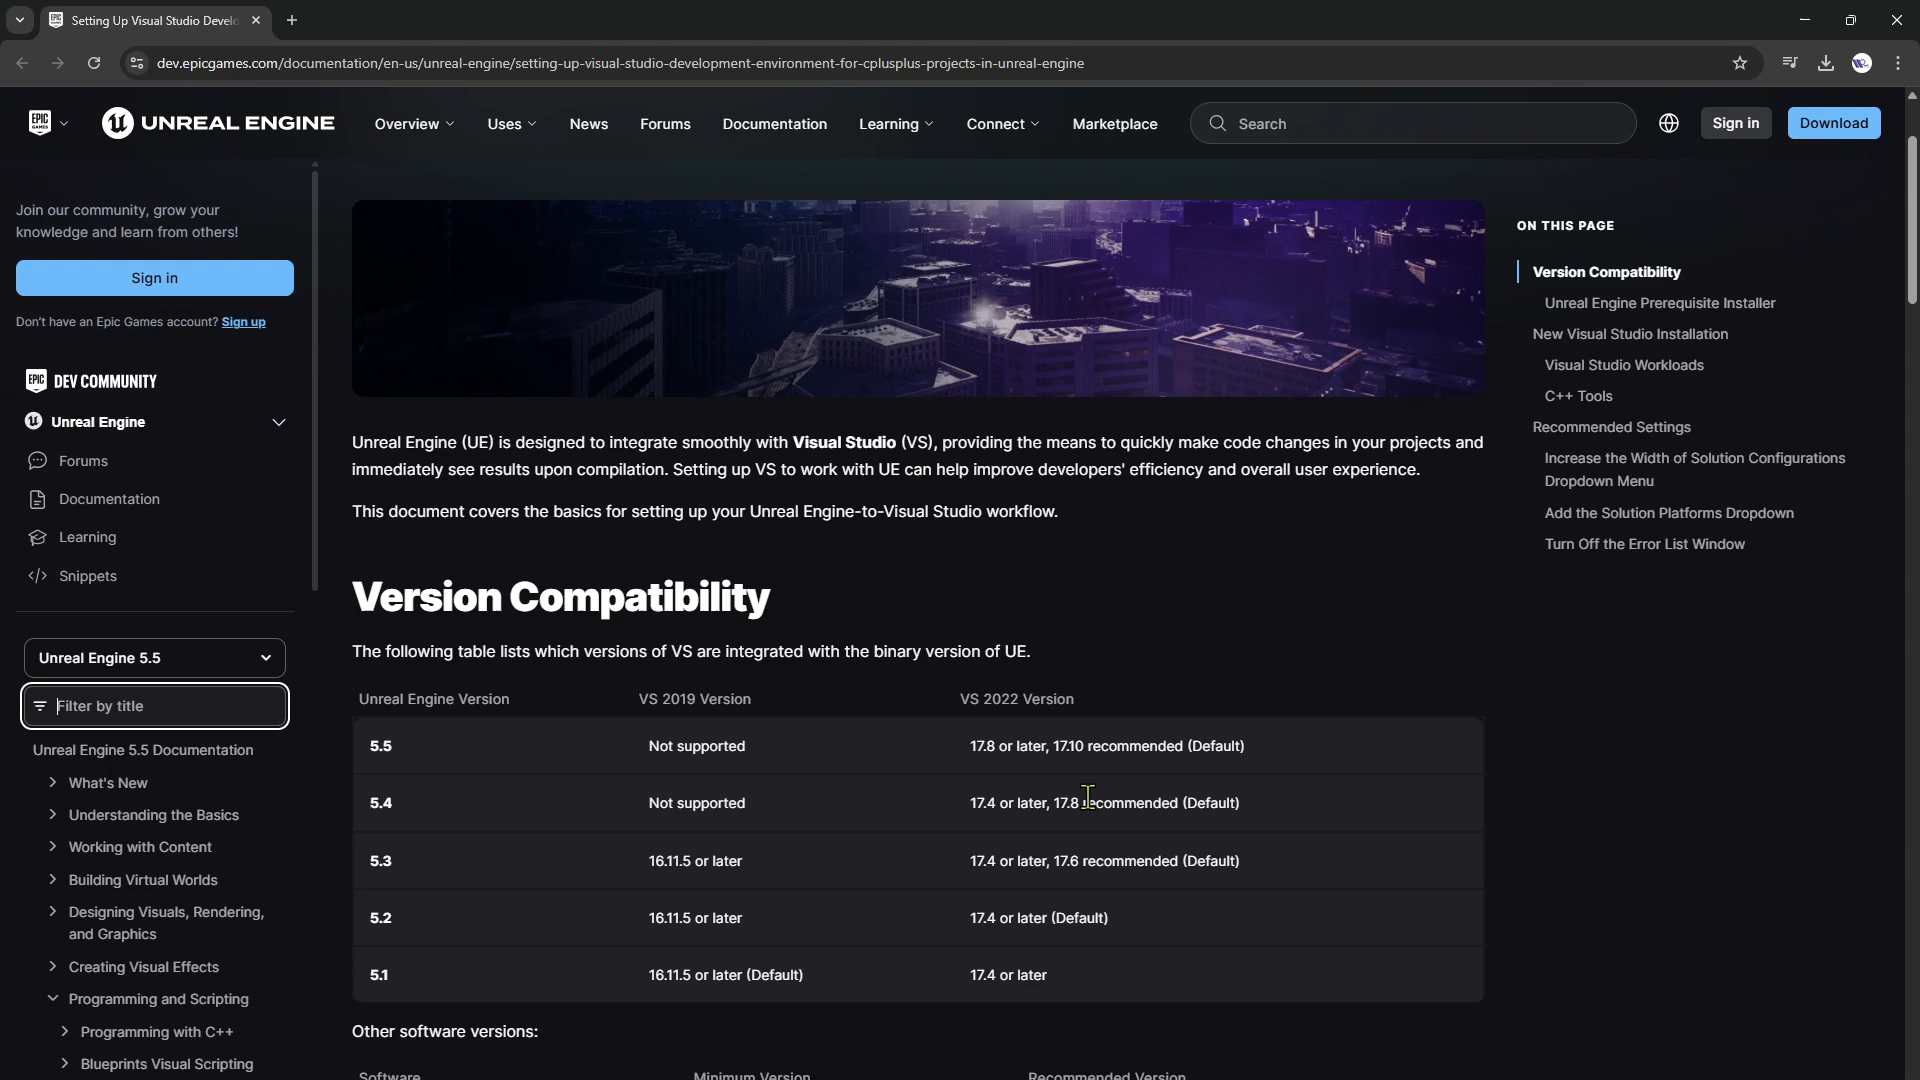 Setting Up Visual Studio Develo
dev.epicgames.com/documentation/en-us/unreal-engine/setting-up-visual-studio-development-environment-for-cplusplus-projects-in-unreal-engine
EPIC GAMES
UNREAL ENGINE
Overview
Uses
News
Forums
Documentation
Learning
Connect
Marketplace
Search
Sign in
Download
Join our community, grow your
knowledge and learn from others!
Sign in
Don't have an Epic Games account? Sign up
EPIC DEV COMMUNITY
Unreal Engine
Forums
Documentation
Learning
Snippets
Unreal Engine 5.5
Filter by title
Unreal Engine 5.5 Documentation
What's New
Understanding the Basics
Working with Content
Building Virtual Worlds
Designing Visuals, Rendering,
and Graphics
Creating Visual Effects
Programming and Scripting
Programming with C++
Blueprints Visual Scripting
Unreal Engine (UE) is designed to integrate smoothly with Visual Studio (VS), providing the means to quickly make code changes in your projects and
immediately see results upon compilation. Setting up VS to work with UE can help improve developers' efficiency and overall user experience.
This document covers the basics for setting up your Unreal Engine-to-Visual Studio workflow.
Version Compatibility
The following table lists which versions of VS are integrated with the binary version of UE.
Unreal Engine Version VS 2019 Version VS 2022 Version
5.5 Not supported 17.8 or later, 17.10 recommended (Default)
5.4 Not supported 17.4 or later, 17.8 recommended (Default)
5.3 16.11.5 or later 17.4 or later, 17.6 recommended (Default)
5.2 16.11.5 or later 17.4 or later (Default)
5.1 16.11.5 or later (Default) 17.4 or later
Other software versions:
Software Minimum Version Recommended Version
ON THIS PAGE
Version Compatibility
Unreal Engine Prerequisite Installer
New Visual Studio Installation
Visual Studio Workloads
C++ Tools
Recommended Settings
Increase the Width of Solution Configurations
Dropdown Menu
Add the Solution Platforms Dropdown
Turn Off the Error List Window